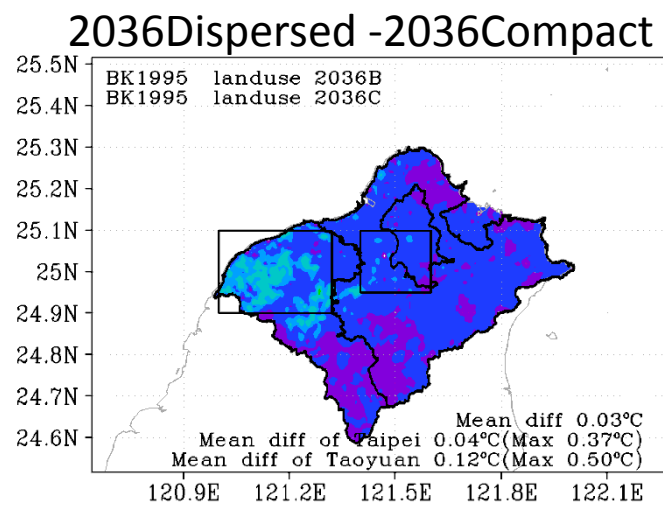 2036Dispersed -2036Compact
25.5N
BK1995 landuse 2036B
25.4N
BK1995 landuse 2036C
25.3N
25.2N
25.1N
25N
24.9N
24.8N
24.7N
Mean diff 0.03°C
24.6N
Mean diff of Taipei 0.04°C(Max 0.37°C)
Mean diff of Taoyuan 0.12°C(Max 0.50°C)
120.9E 121.2E 121.5E 121.8E 122.1E